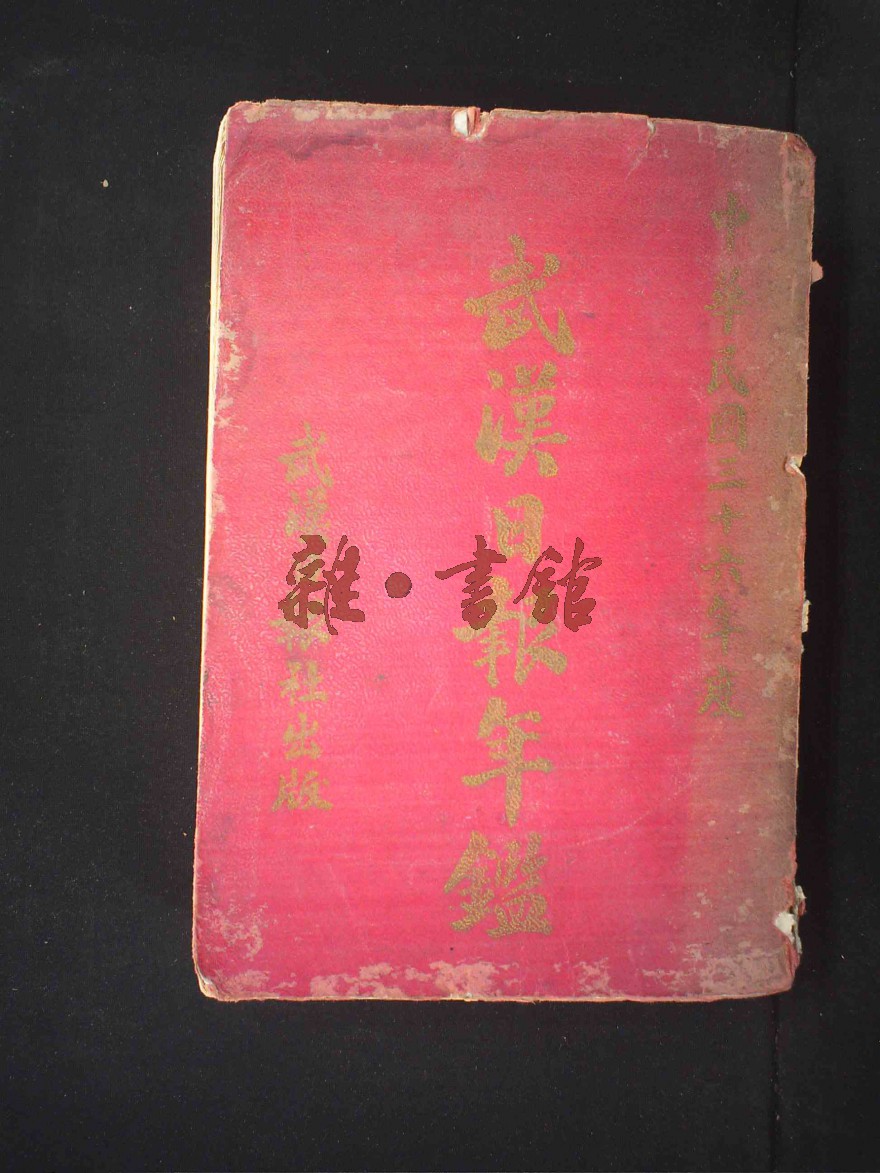 中華民國三十六年度
武漢日報年鑑
武漢日報社出版
雜·書館